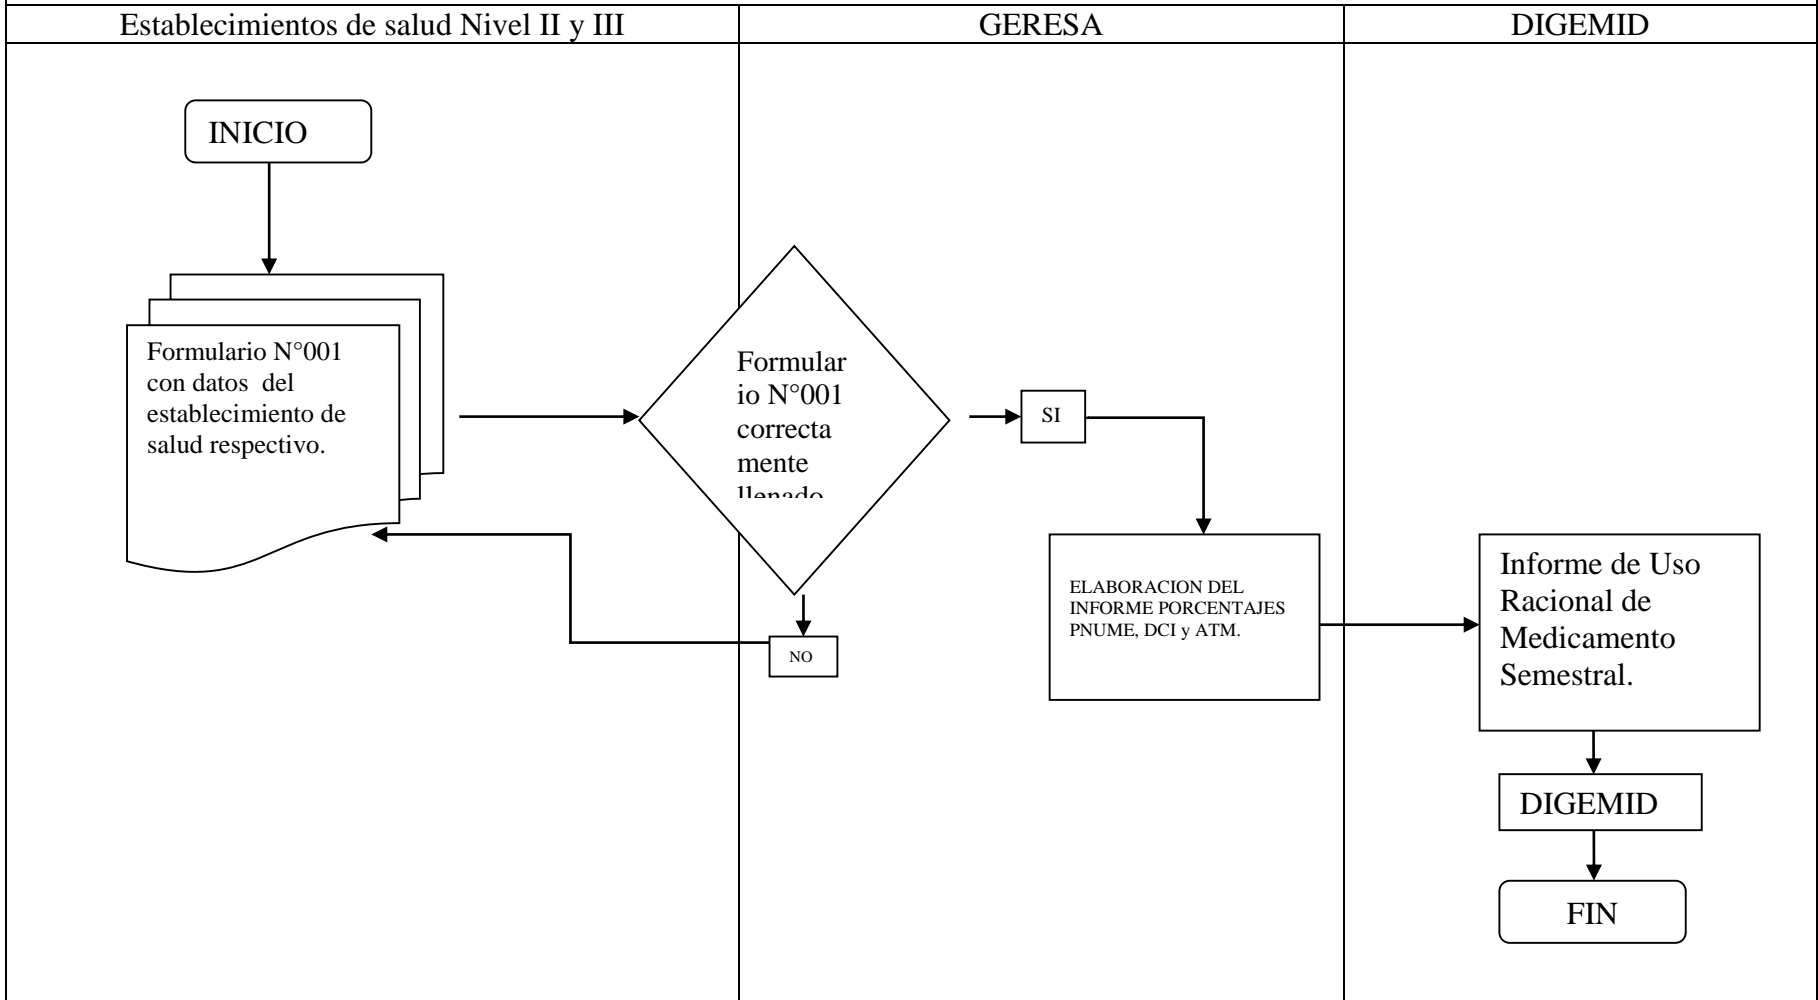 Establecimientos de salud Nivel II y III
GERESA
DIGEMID
INICIO
Formulario N°001
con datos  del
establecimiento de
salud respectivo.
Formular
io N°001
correcta
mente
llenado
SI
NO
ELABORACION DEL
INFORME PORCENTAJES
PNUME, DCI y ATM.
Informe de Uso
Racional de
Medicamento
Semestral.
DIGEMID
FIN